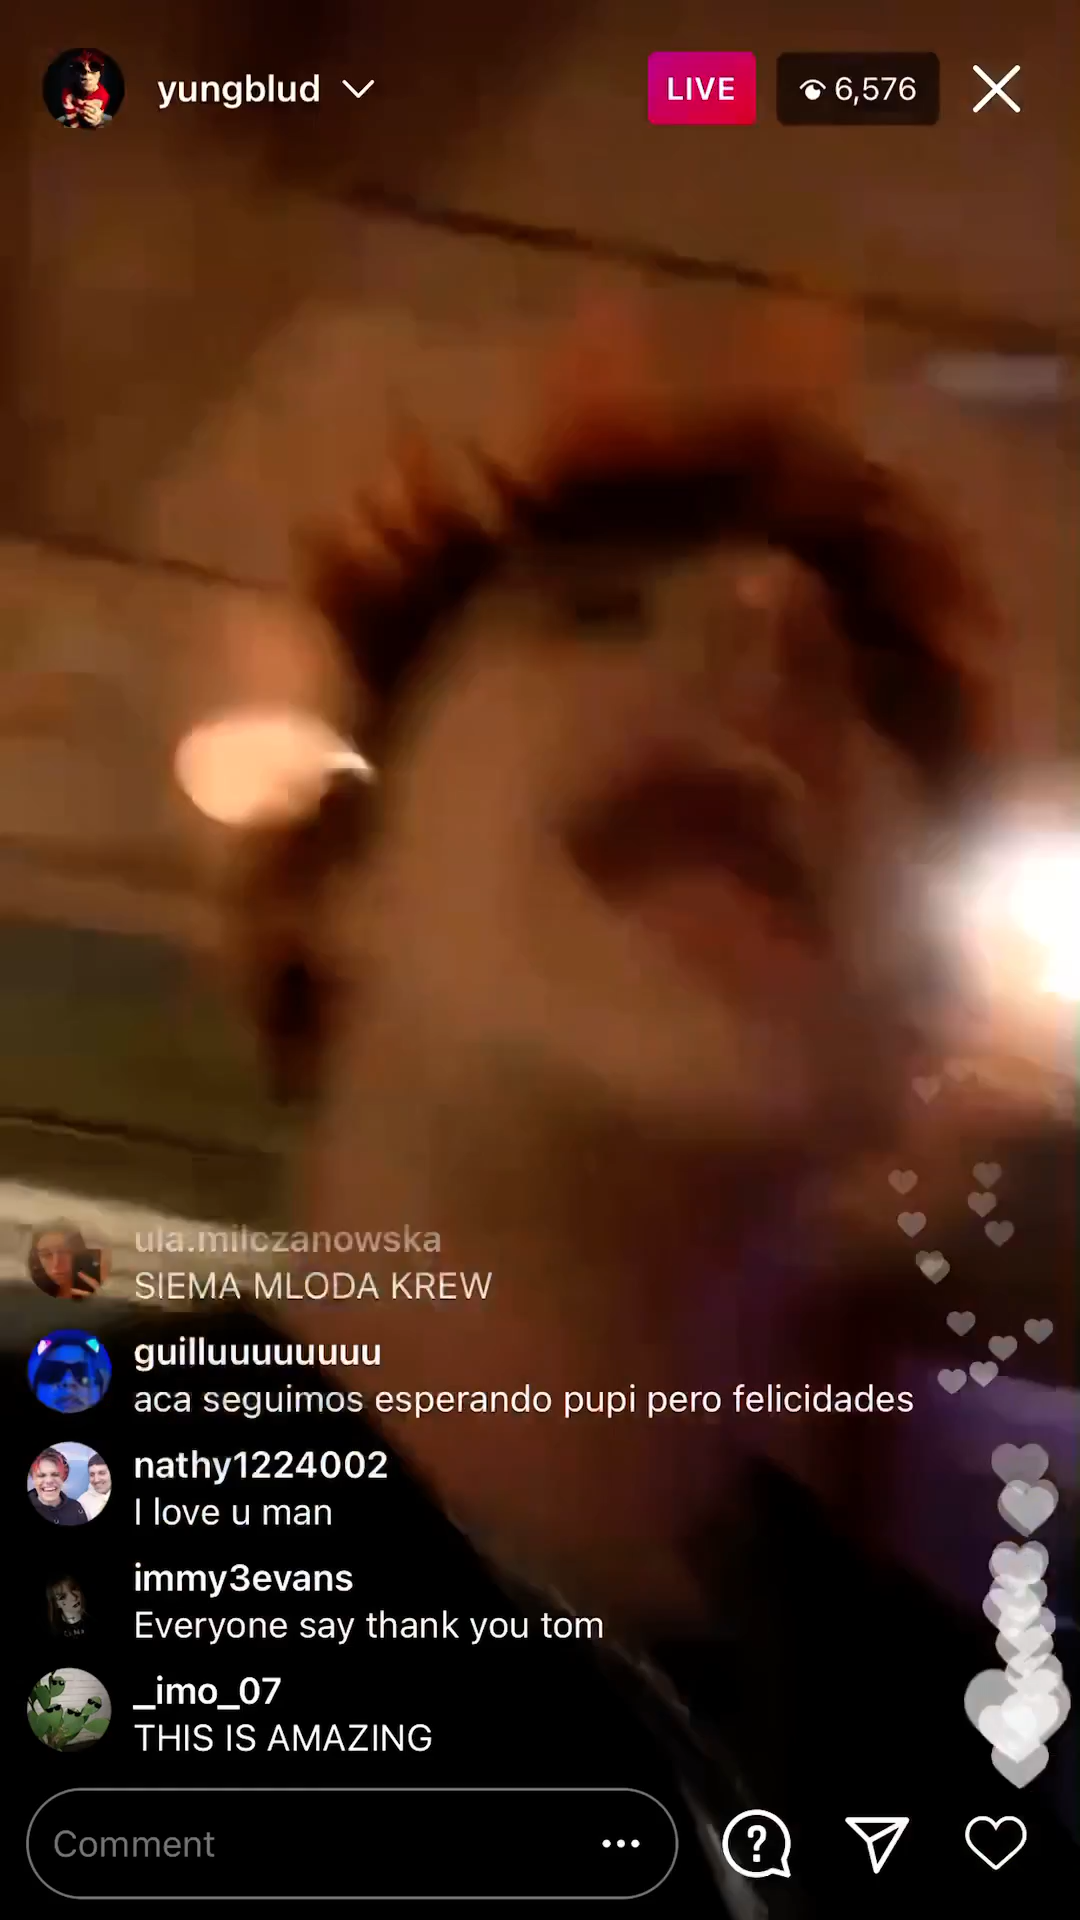 yungblud
LIVE
6,576
ula.milczanowska
SIEMA MLODA KREW
guilluuuuuuuu
aca seguimos esperando pupi pero felicidades
nathy1224002
I love u man
immy3evans
Everyone say thank you tom
_imo_07
THIS IS AMAZING
Comment